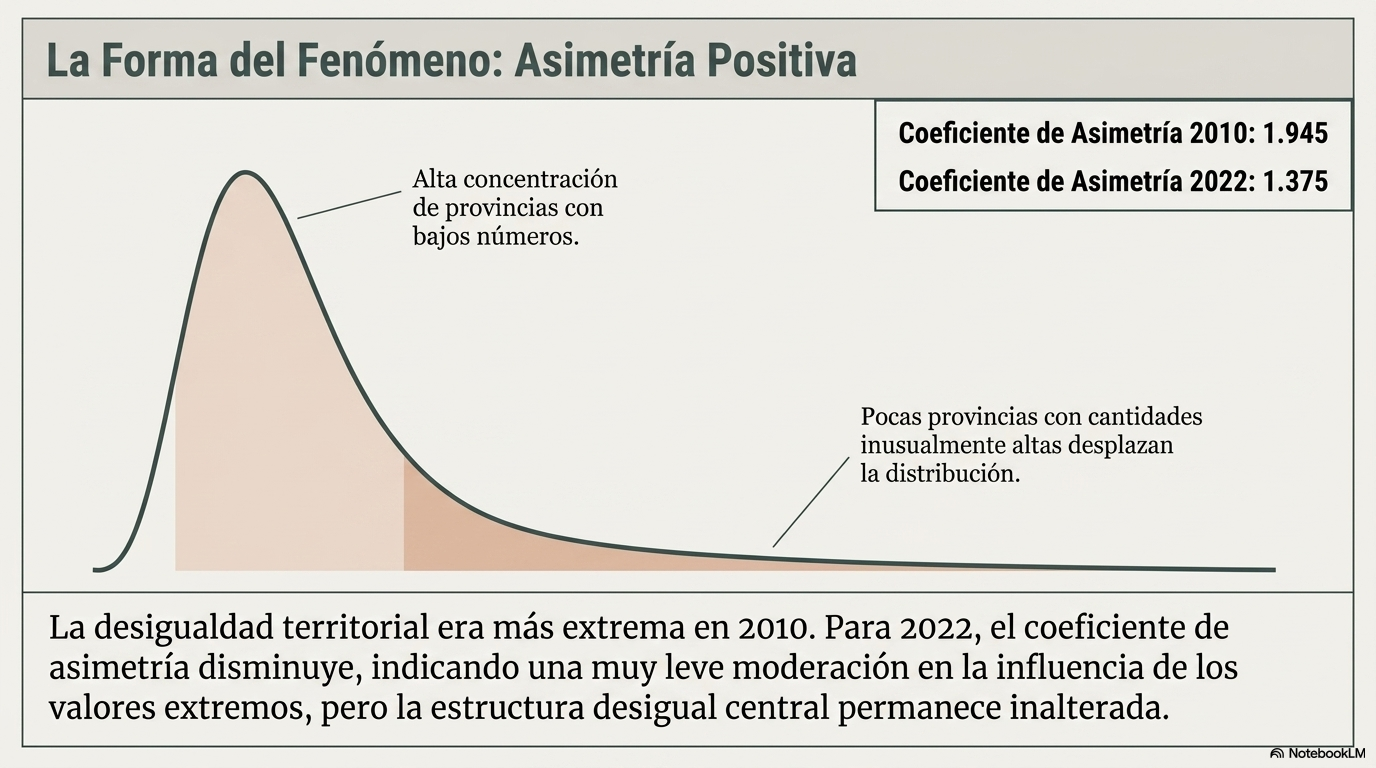 La Forma del Fenómeno: Asimetría Positiva
Coeficiente de Asimetría 2010: 1.945
Coeficiente de Asimetría 2022: 1.375
Alta concentración
de provincias con
bajos números.
Pocas provincias con cantidades
inusualmente altas desplazan
la distribución.
La desigualdad territorial era más extrema en 2010. Para 2022, el coeficiente de
asimetría disminuye, indicando una muy leve moderación en la influencia de los
valores extremos, pero la estructura desigual central permanece inalterada.
NotebookLM